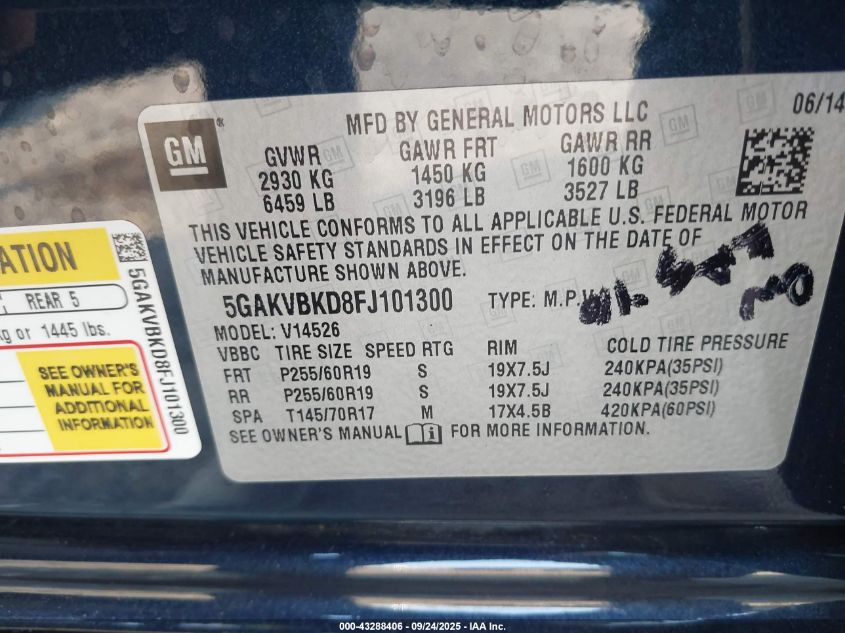 GM
MFD BY GENERAL MOTORS LLC
06/14
GVWR GAWR FRT GAWR RR
2930 KG 1450 KG 1600 KG
6459 LB 3196 LB 3527 LB
THIS VEHICLE CONFORMS TO ALL APPLICABLE U.S. FEDERAL MOTOR
VEHICLE SAFETY STANDARDS IN EFFECT ON THE DATE OF
MANUFACTURE SHOWN ABOVE.
5GAKVBKD8FJ101300 TYPE: M.P.V.
MODEL: V14526
VBBC TIRE SIZE SPEED RTG RIM COLD TIRE PRESSURE
FRT P255/60R19 S 19X7.5J 240KPA(35PSI)
RR P255/60R19 S 19X7.5J 240KPA(35PSI)
SPA T145/70R17 M 17X4.5B 420KPA(60PSI)
SEE OWNER'S MANUAL FOR MORE INFORMATION.
ATION
REAR 5
kg or 1445 lbs.
SEE OWNER'S
MANUAL FOR
ADDITIONAL
INFORMATION
5GAKVBKD8FJ101300
000-43288406 - 09/24/2025 - IAA Inc.